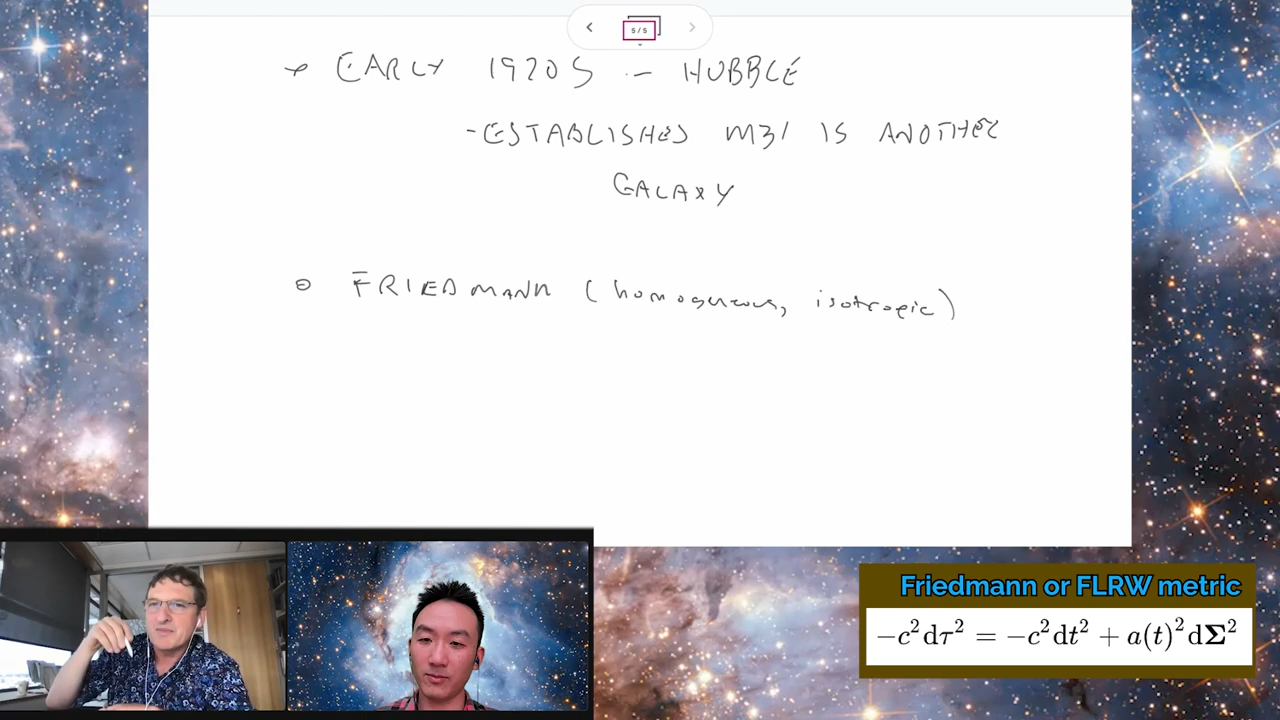 5/5
EARLY 1920S - HUBBLE
-ESTABLISHES M31 IS ANOTHER
GALAXY
FRIEDMANN (homogeneous, isotropic)
Friedmann or FLRW metric
−c²dτ² = −c²dt² + a(t)²dΣ²